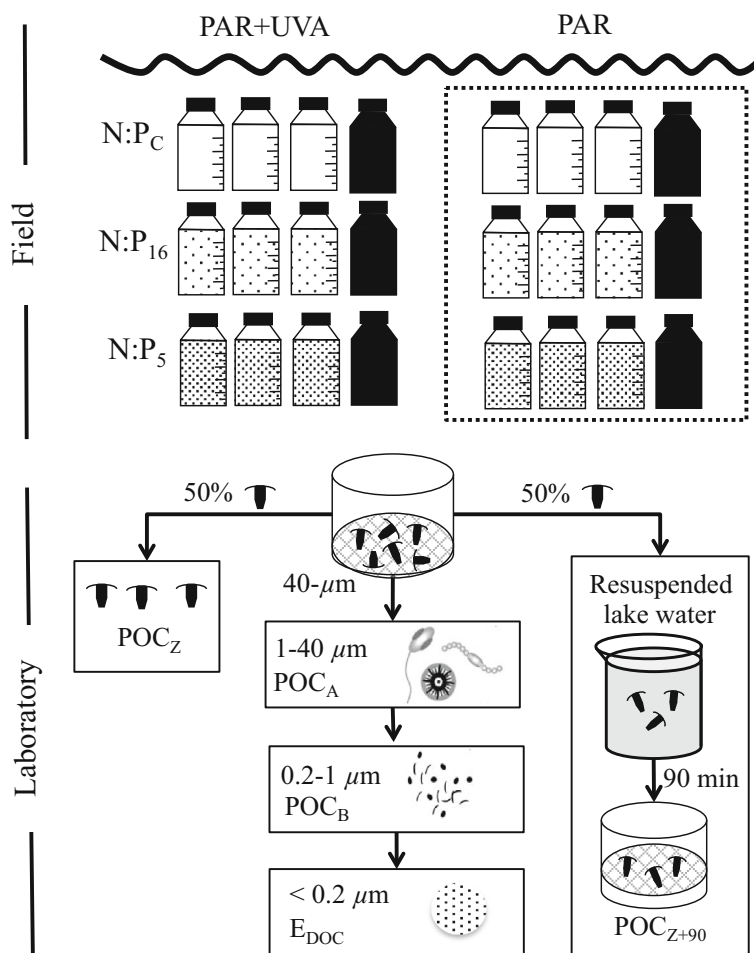 PAR+UVA
PAR
Field
N:P_C
N:P_16
N:P_5
Laboratory
50%
50%
40-µm
POC_Z
1-40 µm
POC_A
0.2-1 µm
POC_B
< 0.2 µm
E_DOC
Resuspended
lake water
90 min
POC_Z+90